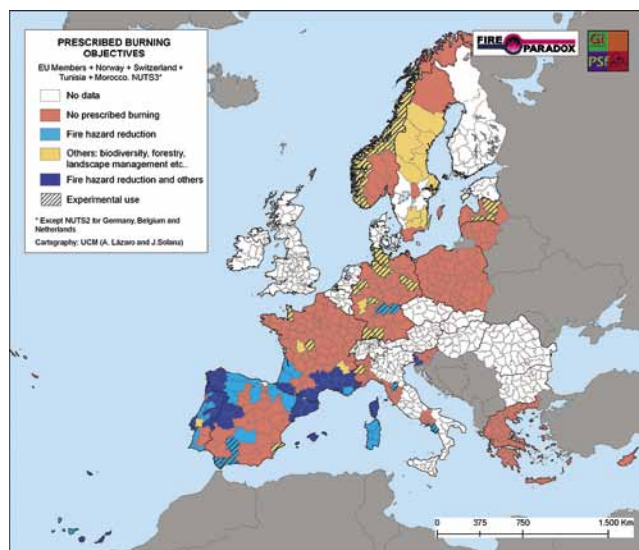 PRESCRIBED BURNING
OBJECTIVES
EU Members + Norway + Switzerland +
Tunisia + Morocco. NUTS3*
No data
No prescribed burning
Fire hazard reduction
Others: biodiversity, forestry,
landscape management etc..
Fire hazard reduction and others
Experimental use
* Except NUTS2 for Germany, Belgium and
Netherlands
Cartography: UCM (A. Lázaro and J.Solana)
FIRE
PARADOX
0 375 750 1.500 Km